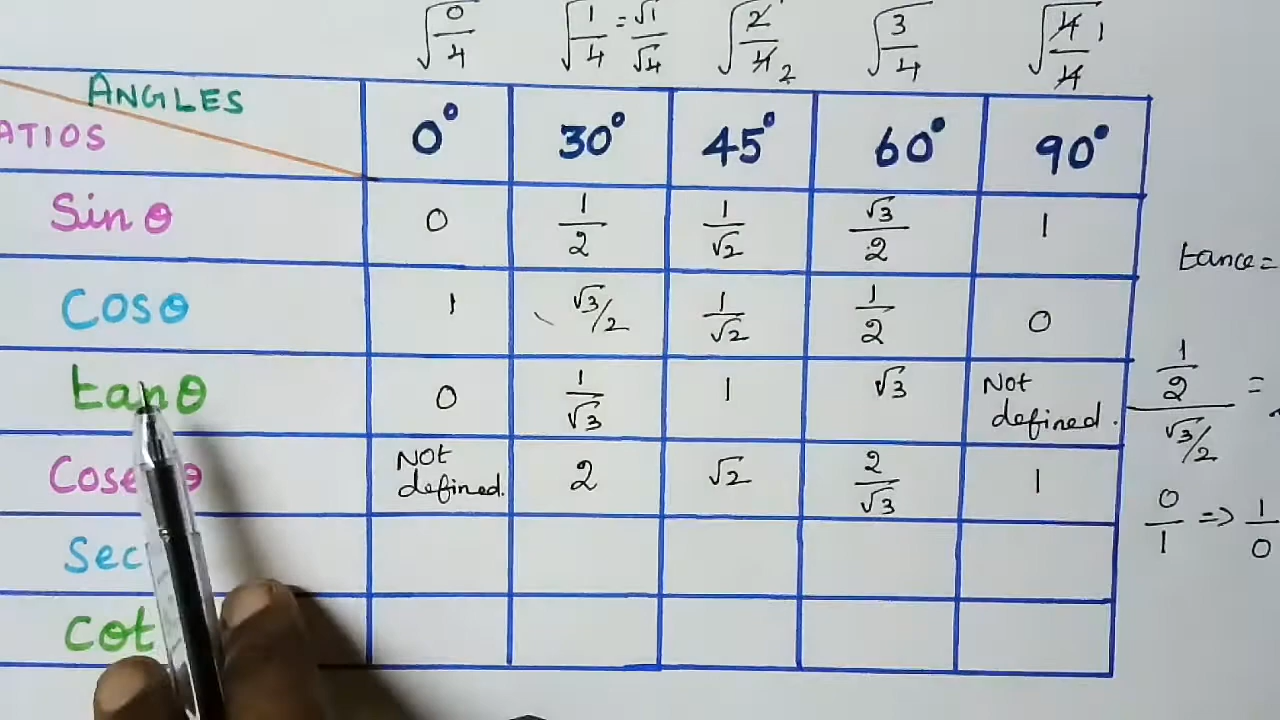 √0/4 √1/4 = √1/√4 √2/4 2 √3/4 √4/4 1
ANGLES
ATIOS 0° 30° 45° 60° 90°
Sin θ 0 1/2 1/√2 √3/2 1
Cos θ 1 √3/2 1/√2 1/2 0
tan θ 0 1/√3 1 √3 Not defined.
Cose θ Not defined. 2 √2 2/√3 1
Sec
Cot
tance =
1/2 / √3/2 =
0/1 => 1/0